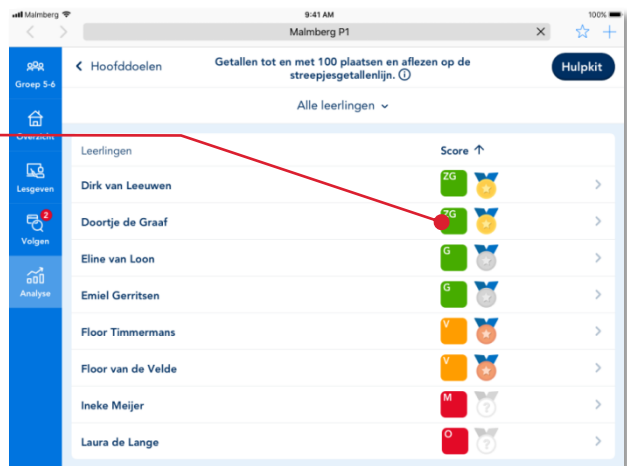 Malmberg
9:41 AM
100%
Malmberg P1
Groep 5-6
Overzicht
Lesgeven
2
Volgen
Analyse
Hoofddoelen
Getallen tot en met 100 plaatsen en aflezen op de
streepjesgetallenlijn.
Hulpkit
Alle leerlingen
Leerlingen Score
Dirk van Leeuwen ZG
Doortje de Graaf ZG
Eline van Loon G
Emiel Gerritsen G
Floor Timmermans V
Floor van de Velde V
Ineke Meijer M ?
Laura de Lange O ?